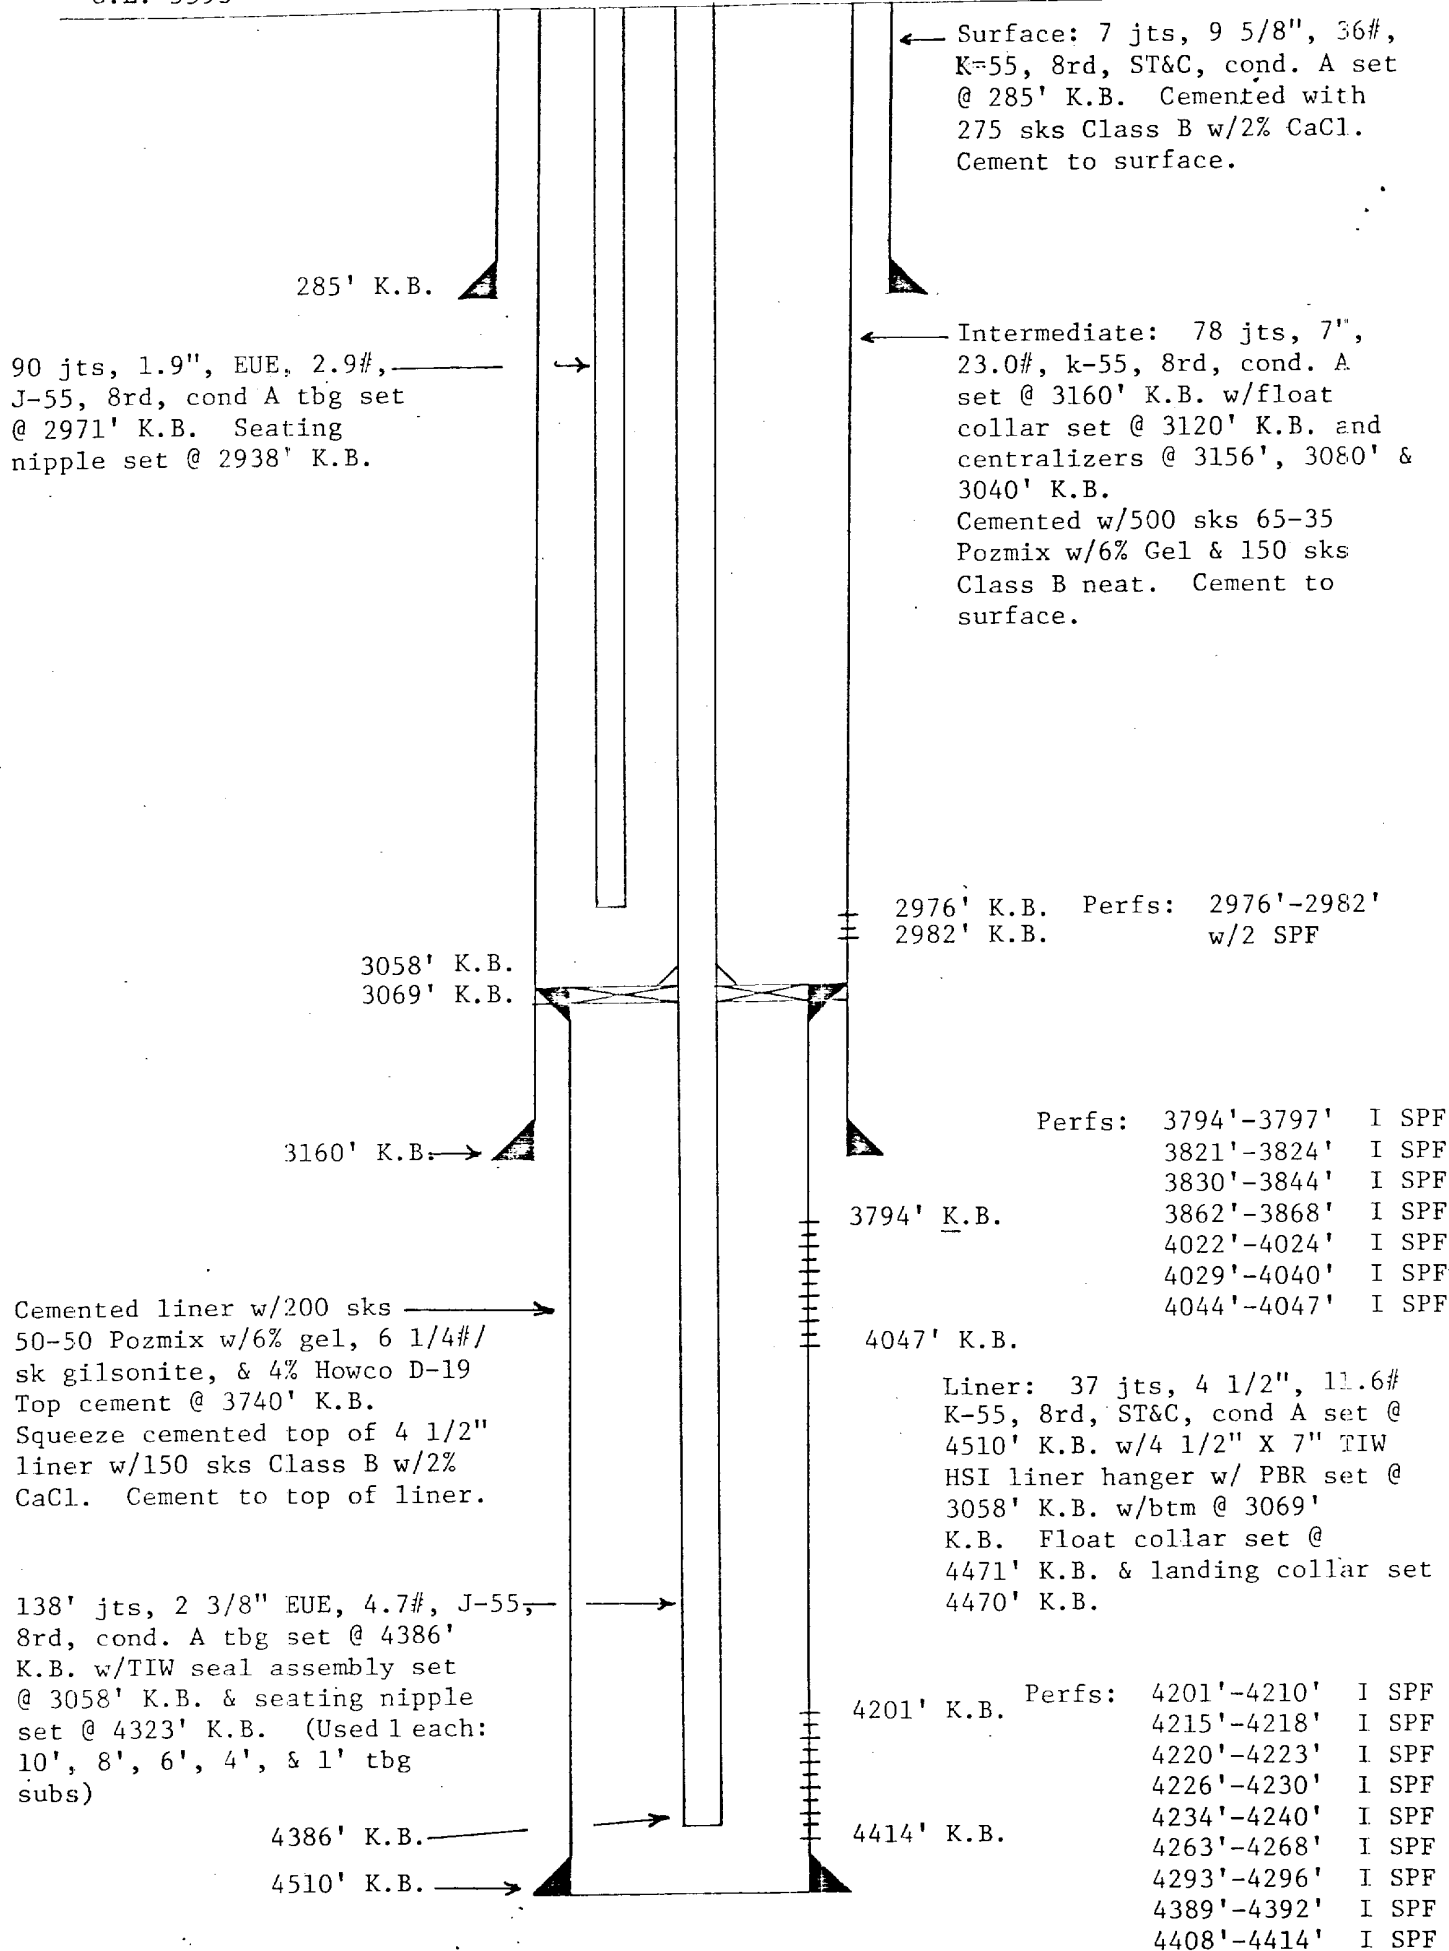 Surface: 7 jts, 9 5/8", 36#,
K-55, 8rd, ST&C, cond. A set
@ 285' K.B. Cemented with
275 sks Class B w/2% CaCl.
Cement to surface.
285' K.B.
Intermediate: 78 jts, 7",
23.0#, k-55, 8rd, cond. A
set @ 3160' K.B. w/float
collar set @ 3120' K.B. and
centralizers @ 3156', 3080' &
3040' K.B.
Cemented w/500 sks 65-35
Pozmix w/6% Gel & 150 sks
Class B neat. Cement to
surface.
90 jts, 1.9", EUE, 2.9#,
J-55, 8rd, cond A tbg set
@ 2971' K.B. Seating
nipple set @ 2938' K.B.
2976' K.B. Perfs: 2976'-2982'
2982' K.B. w/2 SPF
3058' K.B.
3069' K.B.
3160' K.B.
Perfs: 3794'-3797' I SPF
3821'-3824' I SPF
3830'-3844' I SPF
3862'-3868' I SPF
4022'-4024' I SPF
4029'-4040' I SPF
4044'-4047' I SPF
3794' K.B.
4047' K.B.
Cemented liner w/200 sks
50-50 Pozmix w/6% gel, 6 1/4#/
sk gilsonite, & 4% Howco D-19
Top cement @ 3740' K.B.
Squeeze cemented top of 4 1/2"
liner w/150 sks Class B w/2%
CaCl. Cement to top of liner.
Liner: 37 jts, 4 1/2", 11.6#
K-55, 8rd, ST&C, cond A set @
4510' K.B. w/4 1/2" X 7" TIW
HSI liner hanger w/ PBR set @
3058' K.B. w/btm @ 3069'
K.B. Float collar set @
4471' K.B. & landing collar set
4470' K.B.
138' jts, 2 3/8" EUE, 4.7#, J-55,
8rd, cond. A tbg set @ 4386'
K.B. w/TIW seal assembly set
@ 3058' K.B. & seating nipple
set @ 4323' K.B. (Used 1 each:
10', 8', 6', 4', & 1' tbg
subs)
4201' K.B.
4414' K.B.
Perfs: 4201'-4210' I SPF
4215'-4218' I SPF
4220'-4223' I SPF
4226'-4230' I SPF
4234'-4240' I SPF
4263'-4268' I SPF
4293'-4296' I SPF
4389'-4392' I SPF
4408'-4414' I SPF
4386' K.B.
4510' K.B.